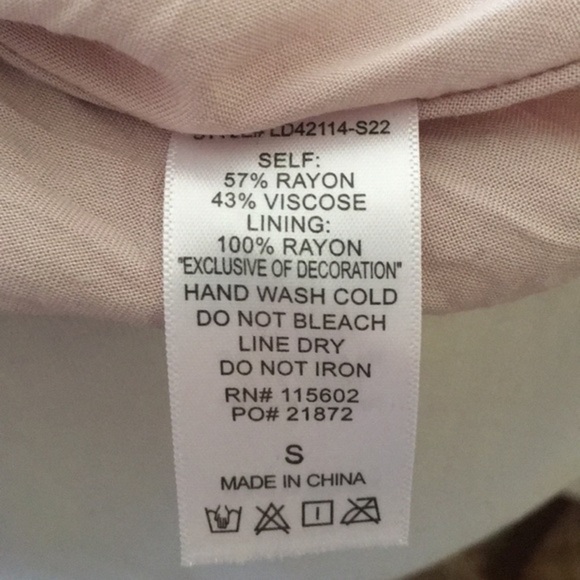 STYLE# LD42114-S22
SELF:
57% RAYON
43% VISCOSE
LINING:
100% RAYON
"EXCLUSIVE OF DECORATION"
HAND WASH COLD
DO NOT BLEACH
LINE DRY
DO NOT IRON
RN# 115602
PO# 21872
S
MADE IN CHINA